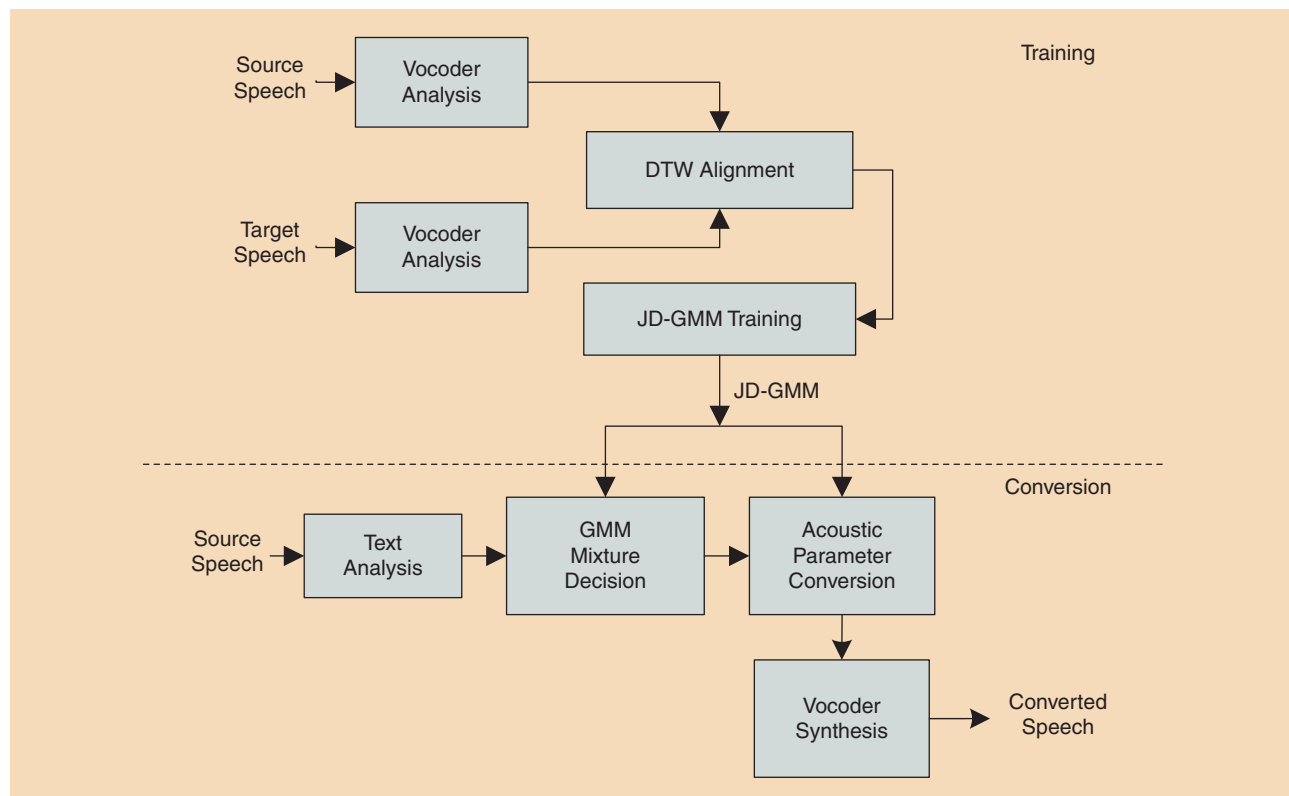 Training
Source
Speech
Vocoder
Analysis
DTW Alignment
Target
Speech
Vocoder
Analysis
JD-GMM Training
JD-GMM
Conversion
Source
Speech
Text
Analysis
GMM
Mixture
Decision
Acoustic
Parameter
Conversion
Vocoder
Synthesis
Converted
Speech